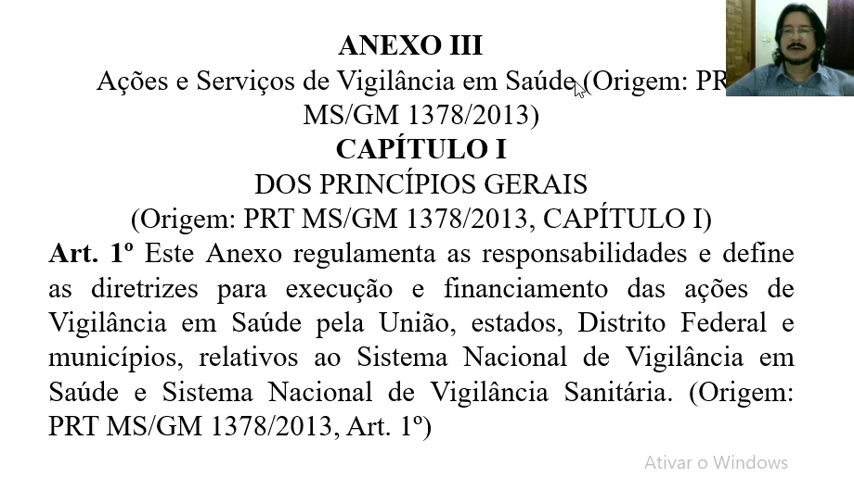 ANEXO III
Ações e Serviços de Vigilância em Saúde (Origem: PR
MS/GM 1378/2013)
CAPÍTULO I
DOS PRINCÍPIOS GERAIS
(Origem: PRT MS/GM 1378/2013, CAPÍTULO I)
Art. 1º Este Anexo regulamenta as responsabilidades e define
as diretrizes para execução e financiamento das ações de
Vigilância em Saúde pela União, estados, Distrito Federal e
municípios, relativos ao Sistema Nacional de Vigilância em
Saúde e Sistema Nacional de Vigilância Sanitária. (Origem:
PRT MS/GM 1378/2013, Art. 1º)
Ativar o Windows